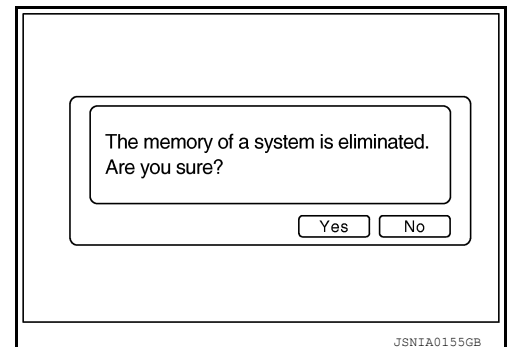 The memory of a system is eliminated.
Are you sure?
Yes No
JSNIA0155GB